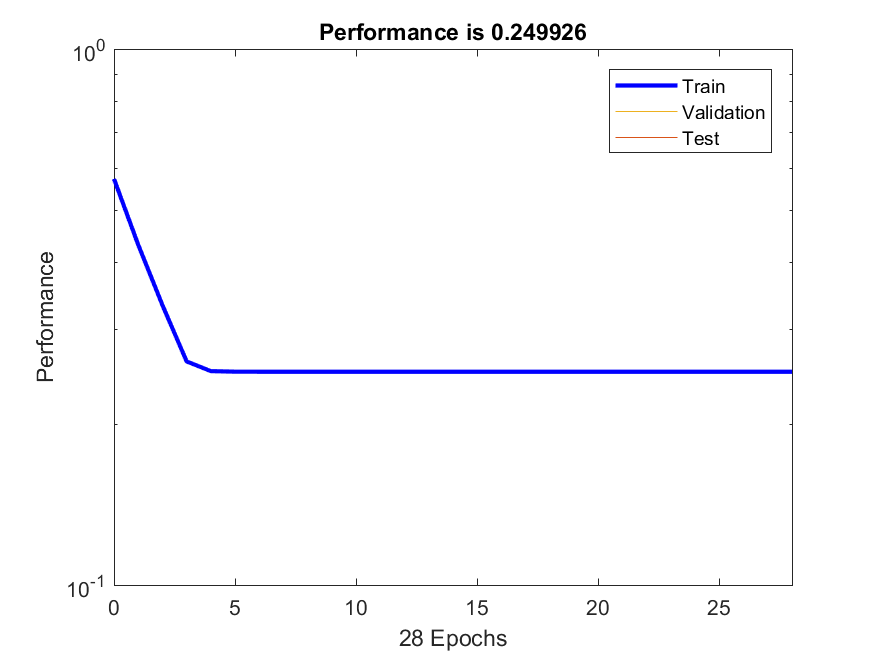 Performance is 0.249926
10^0
Train
Validation
Test
Performance
10^-1
0 5 10 15 20 25
28 Epochs